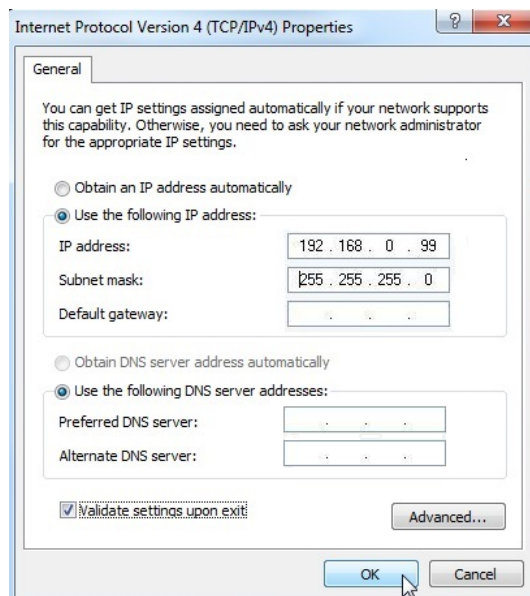 Internet Protocol Version 4 (TCP/IPv4) Properties
? X
General
You can get IP settings assigned automatically if your network supports
this capability. Otherwise, you need to ask your network administrator
for the appropriate IP settings.
Obtain an IP address automatically
Use the following IP address:
IP address: 192 . 168 . 0 . 99
Subnet mask: 255 . 255 . 255 . 0
Default gateway: . . .
Obtain DNS server address automatically
Use the following DNS server addresses:
Preferred DNS server: . . .
Alternate DNS server: . . .
Validate settings upon exit
Advanced...
OK Cancel